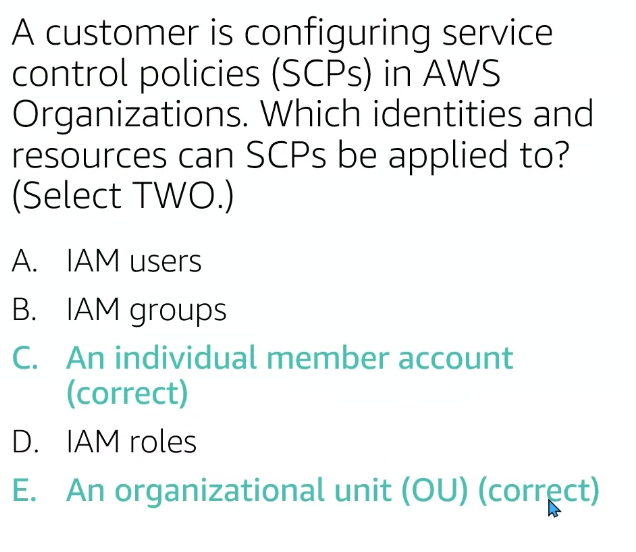 A customer is configuring service
control policies (SCPs) in AWS
Organizations. Which identities and
resources can SCPs be applied to?
(Select TWO.)
A. IAM users
B. IAM groups
C. An individual member account
(correct)
D. IAM roles
E. An organizational unit (OU) (correct)